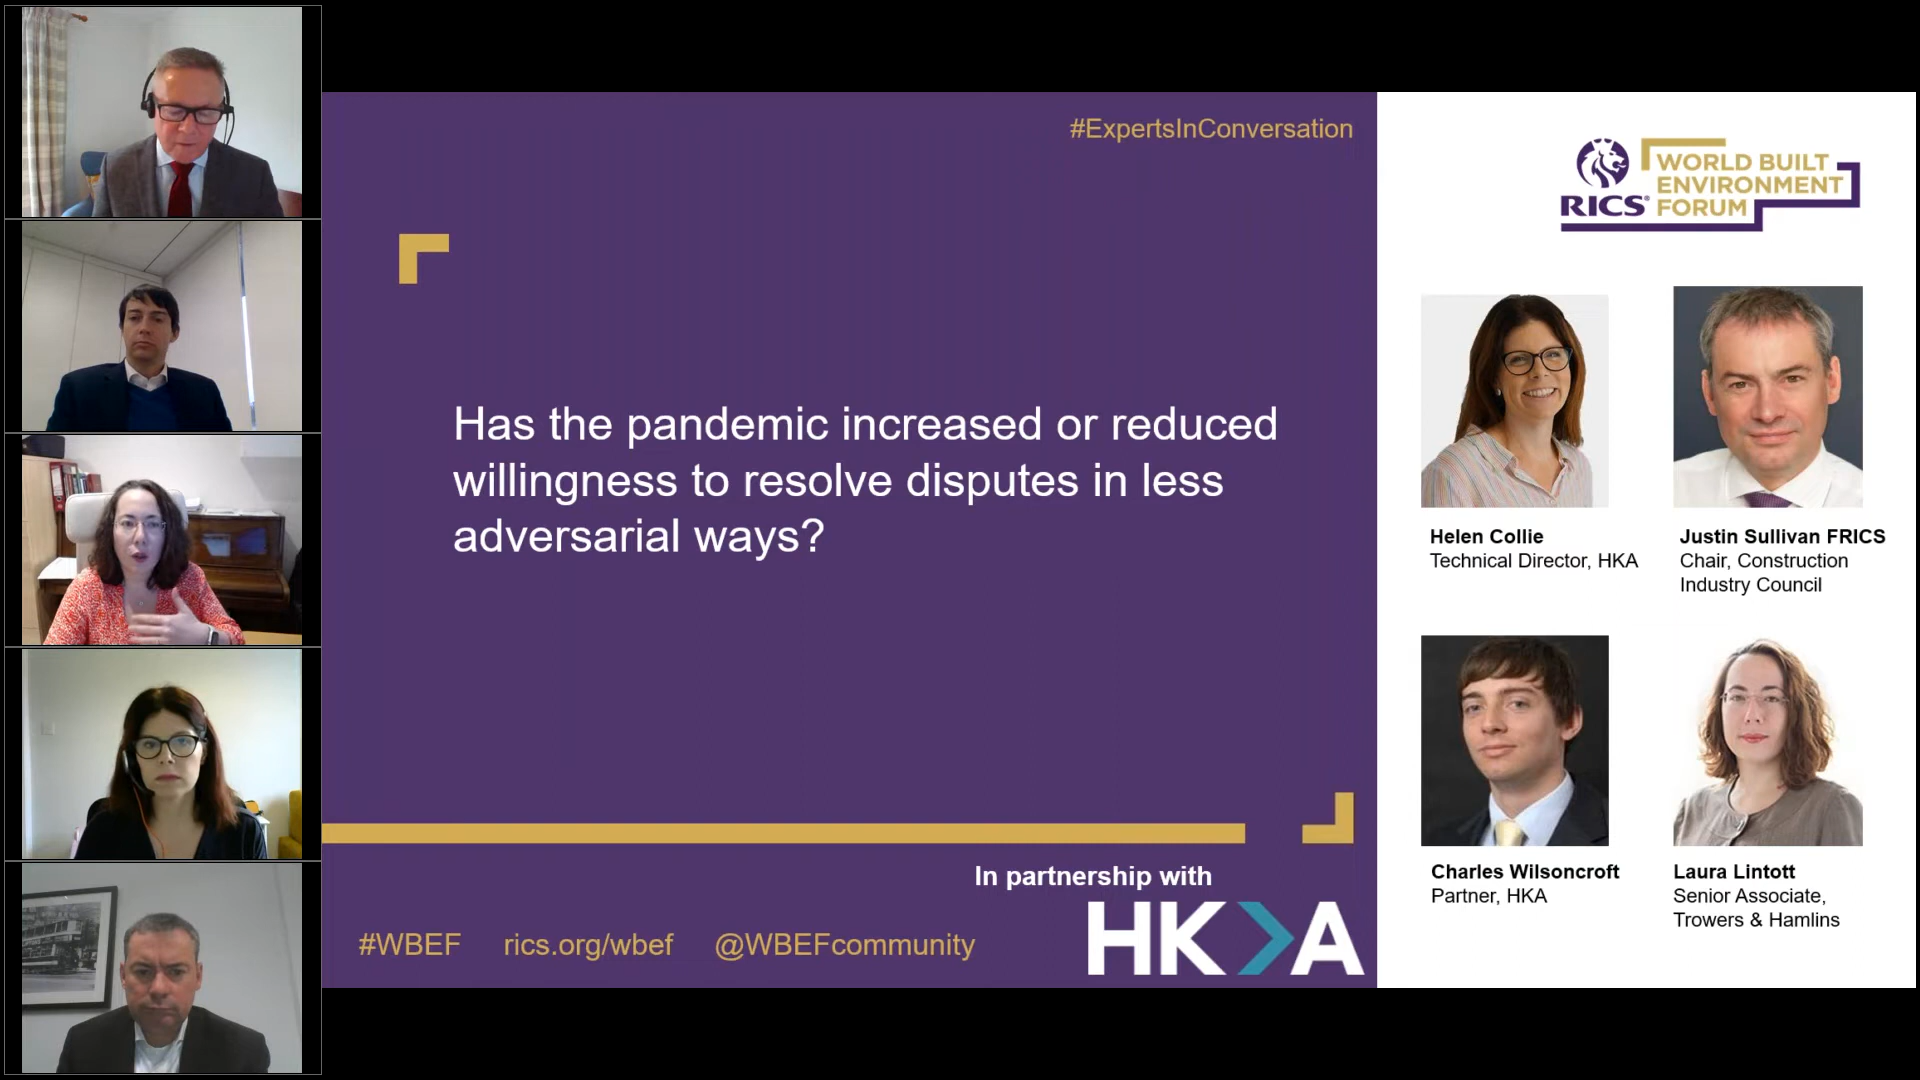 #ExpertsInConversation
Has the pandemic increased or reduced
willingness to resolve disputes in less
adversarial ways?
In partnership with
HKA
#WBEF rics.org/wbef @WBEFcommunity
RICS WORLD BUILT
ENVIRONMENT
FORUM
Helen Collie
Technical Director, HKA
Justin Sullivan FRICS
Chair, Construction
Industry Council
Charles Wilsoncroft
Partner, HKA
Laura Lintott
Senior Associate,
Trowers & Hamlins